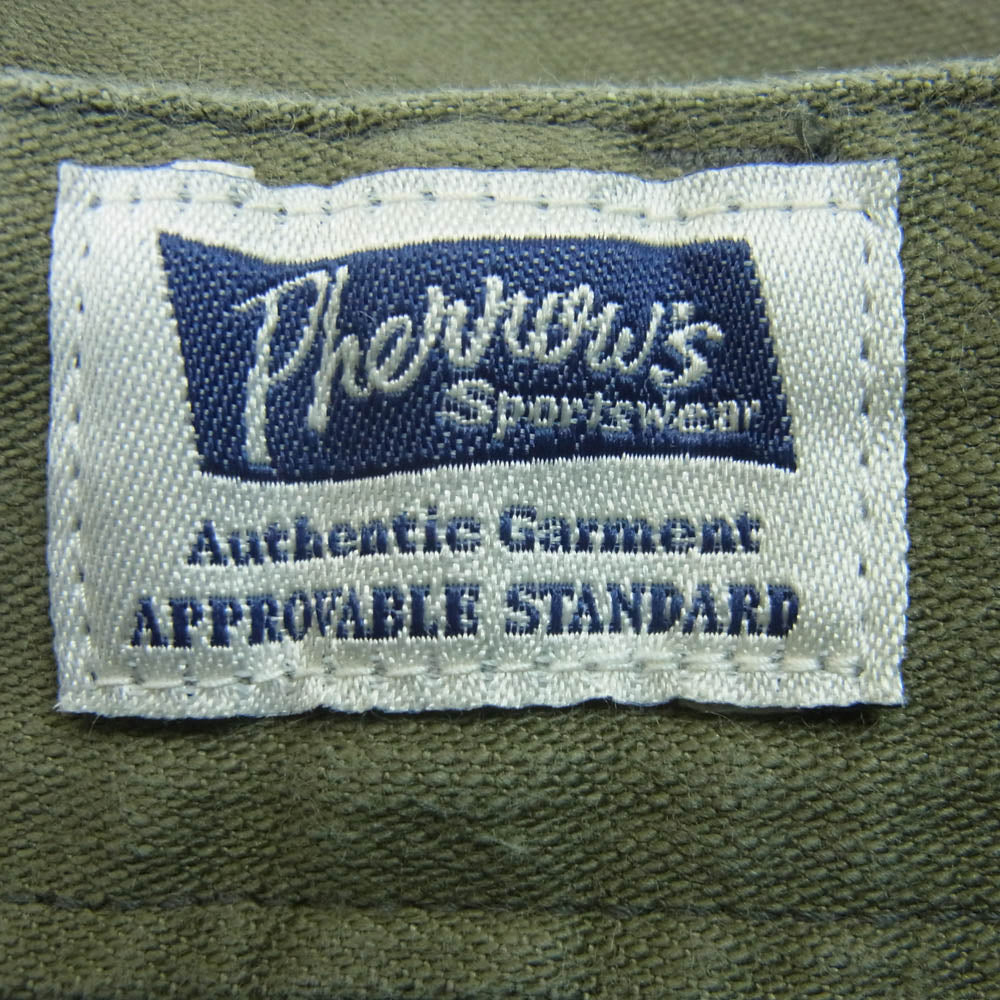 Pherrow's
Sportswear
Authentic Garment
APPROVABLE STANDARD